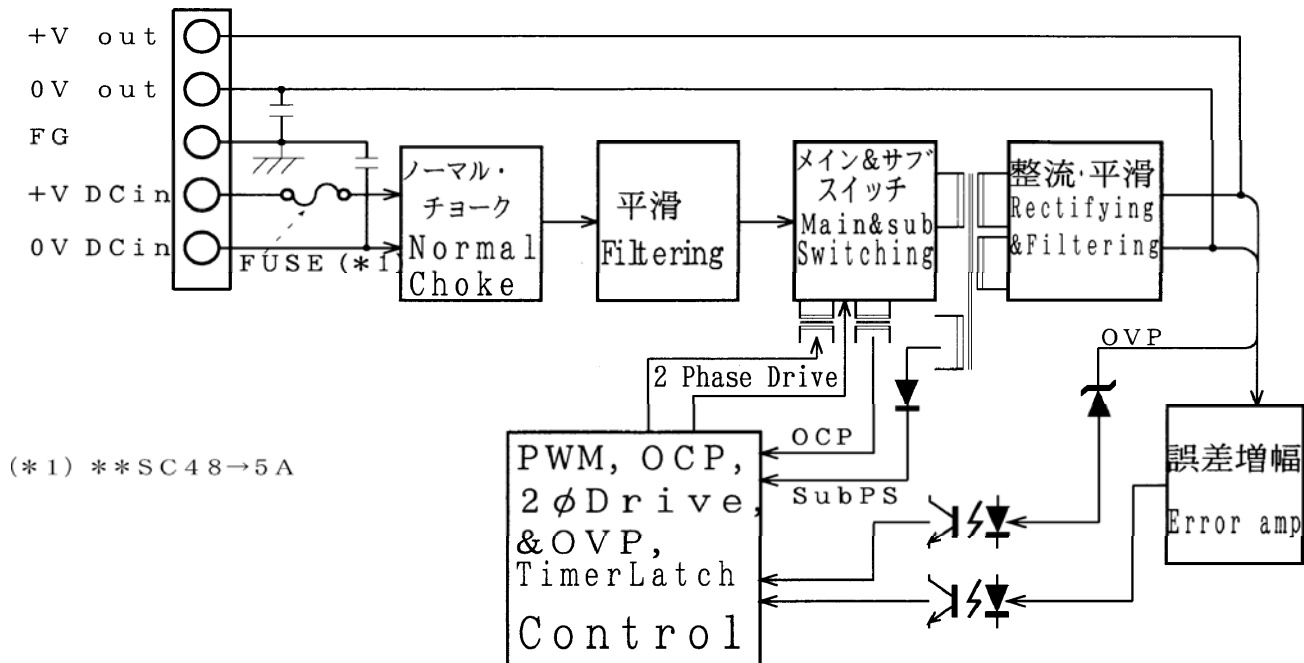 +V out
0V out
FG
+V DCin
0V DCin
FUSE (*1)
ノーマル・
チョーク
Normal
Choke
平滑
Filtering
メイン&サブ
スイッチ
Main&sub
Switching
整流・平滑
Rectifying
&Filtering
2 Phase Drive
OVP
OCP
SubPS
(*1) **SC48→5A
PWM, OCP,
2φDrive,
&OVP,
TimerLatch
Control
誤差増幅
Error amp